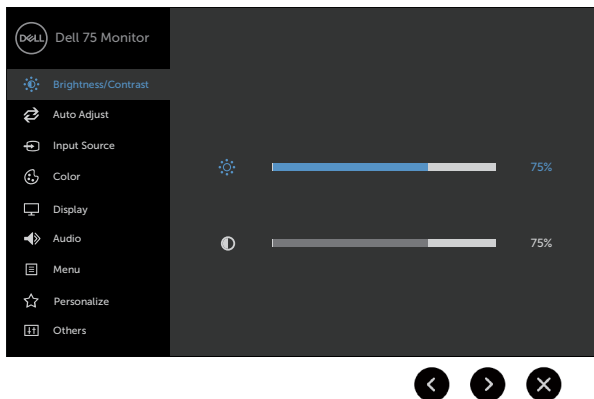 DELL Dell 75 Monitor
Brightness/Contrast
Auto Adjust
Input Source
75%
Color
Display
Audio
75%
Menu
Personalize
Others